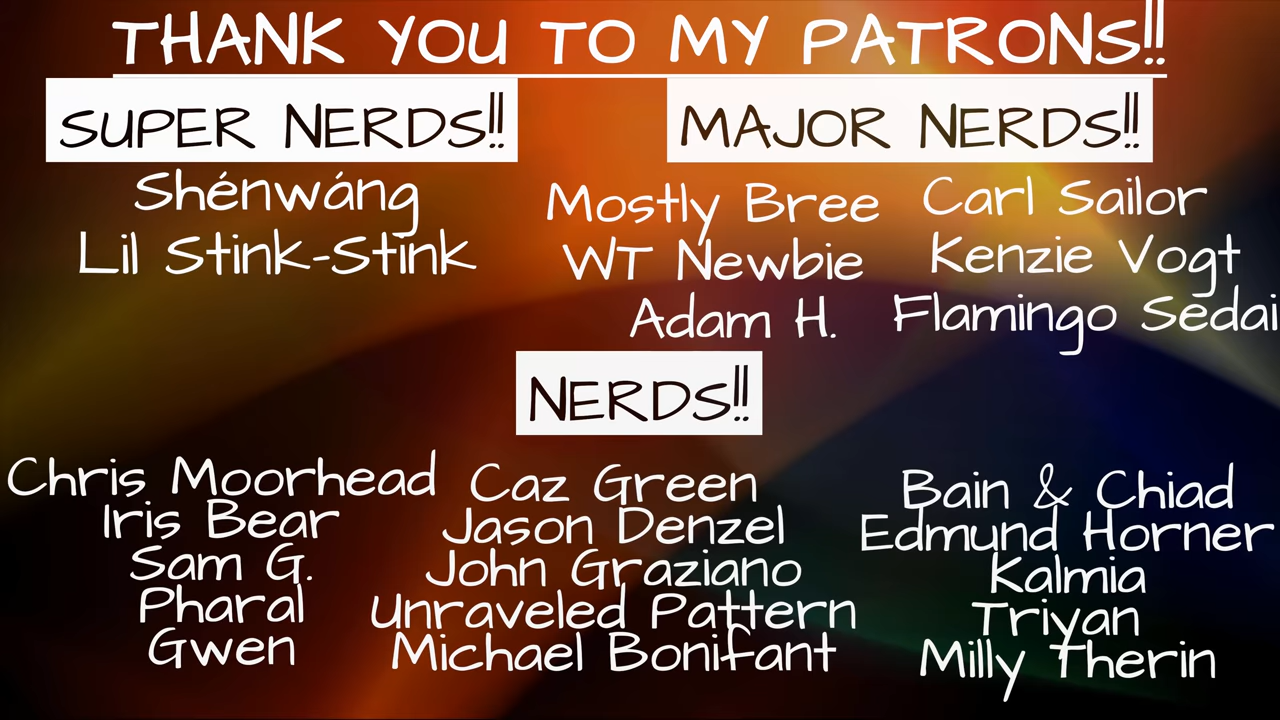 THANK YOU TO MY PATRONS!!
SUPER NERDS!!
Shénwáng
Lil Stink-Stink
MAJOR NERDS!!
Mostly Bree
WT Newbie
Adam H.
Carl Sailor
Kenzie Vogt
Flamingo Sedai
NERDS!!
Chris Moorhead
Iris Bear
Sam G.
Pharal
Gwen
Caz Green
Jason Denzel
John Graziano
Unraveled Pattern
Michael Bonifant
Bain & Chiad
Edmund Horner
Kalmia
Trivan
Milly Therin